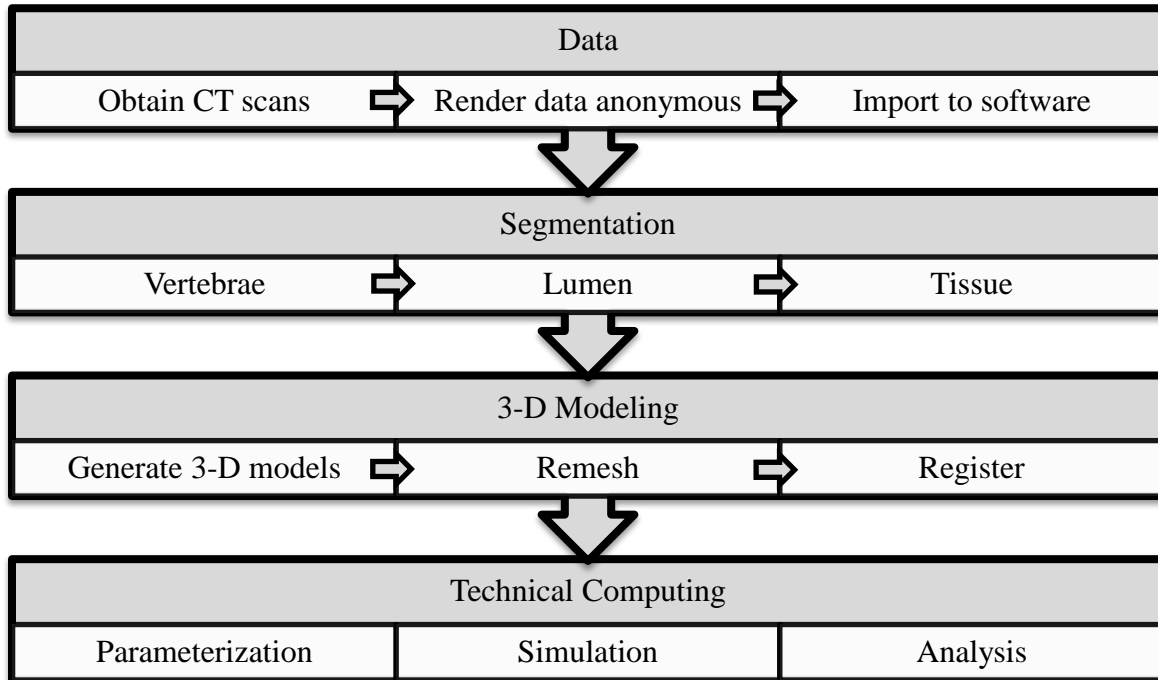 Data
Obtain CT scans
Render data anonymous
Import to software
Segmentation
Vertebrae
Lumen
Tissue
3-D Modeling
Generate 3-D models
Remesh
Register
Technical Computing
Parameterization
Simulation
Analysis